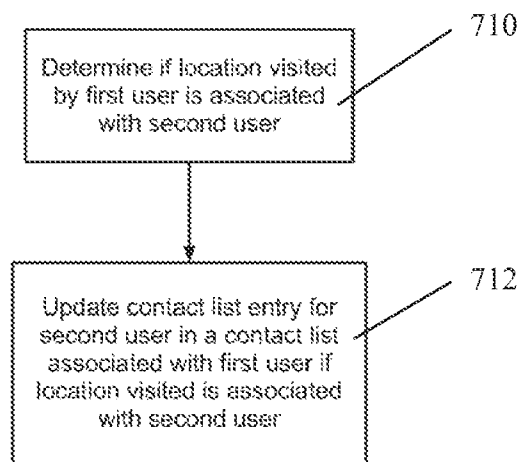 710
Determine if location visited
by first user is associated
with second user
712
Update contact list entry for
second user in a contact list
associated with first user if
location visited is associated
with second user